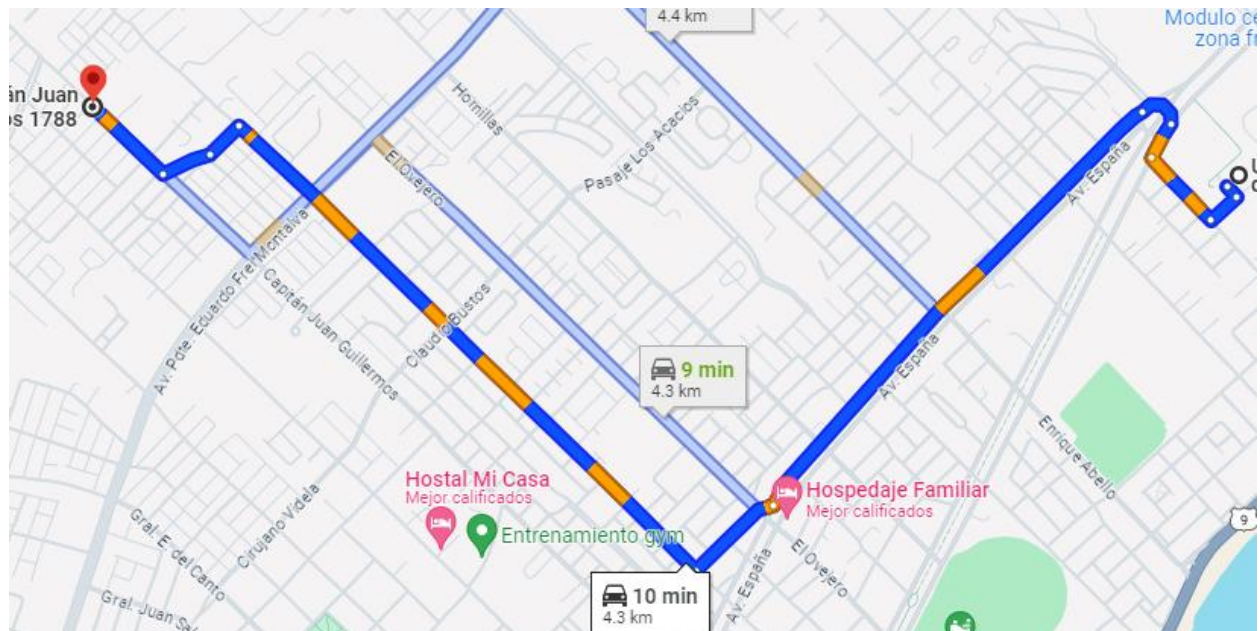 4.4 km
Modulo
zona
án Juan
os 1788
Hornillas
El Ovejero
Pasaje Los Acacios
Av. España
Av. Pdte. Eduardo Frei Montalva
Capitán Juan Guillermos
Claudio Bustos
9 min
4.3 km
Av. España
Enrique Abello
Hostal Mi Casa
Mejor calificados
Hospedaje Familiar
Mejor calificados
Entrenamiento gym
Cirujano Videla
Gral. E. del Canto
Gral. Juan
El Ovejero
Av. España
9
10 min
4.3 km